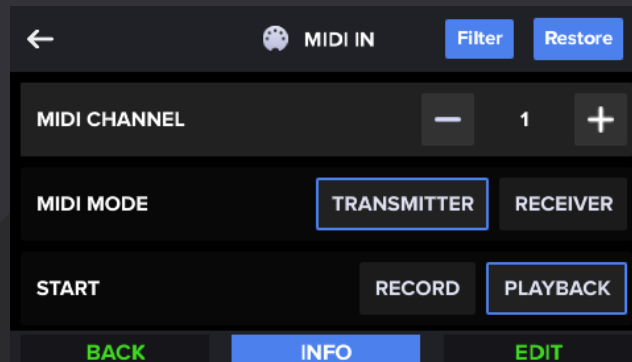 MIDI IN Filter Restore
MIDI CHANNEL 1
MIDI MODE TRANSMITTER RECEIVER
START RECORD PLAYBACK
BACK INFO EDIT